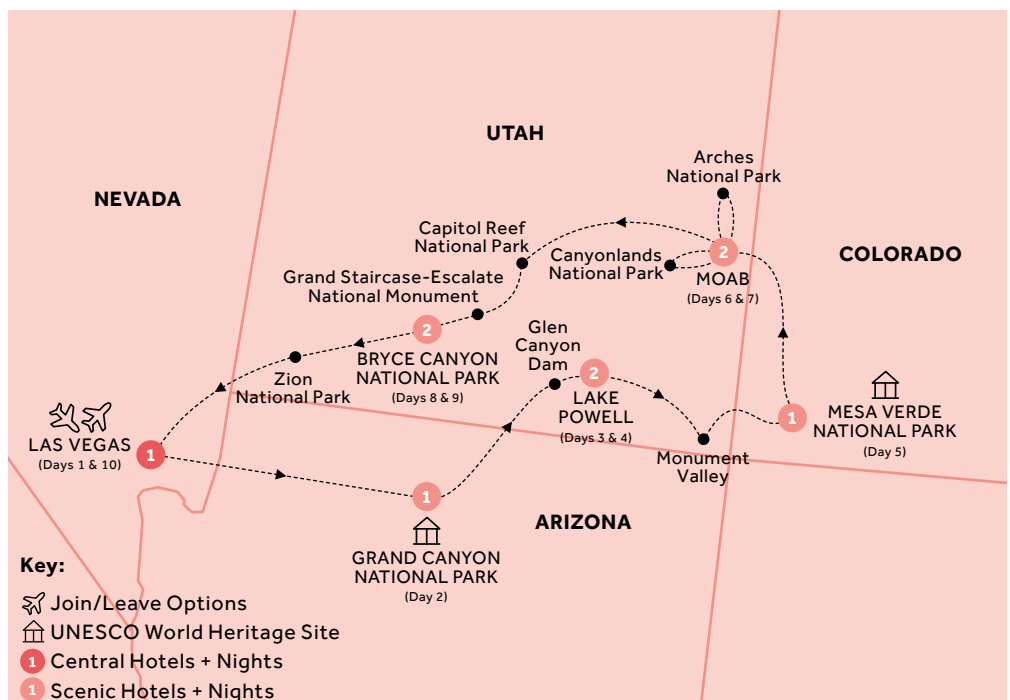 UTAH
NEVADA
COLORADO
ARIZONA
Arches
National Park
Capitol Reef
National Park
Canyonlands
National Park
2
MOAB
(Days 6 & 7)
Grand Staircase-Escalate
National Monument
2
BRYCE CANYON
NATIONAL PARK
(Days 8 & 9)
Glen
Canyon
Dam
2
LAKE
POWELL
(Days 3 & 4)
Zion
National Park
1
MESA VERDE
NATIONAL PARK
(Day 5)
Monument
Valley
LAS VEGAS
(Days 1 & 10)
1
1
GRAND CANYON
NATIONAL PARK
(Day 2)
Key:
Join/Leave Options
UNESCO World Heritage Site
1 Central Hotels + Nights
1 Scenic Hotels + Nights